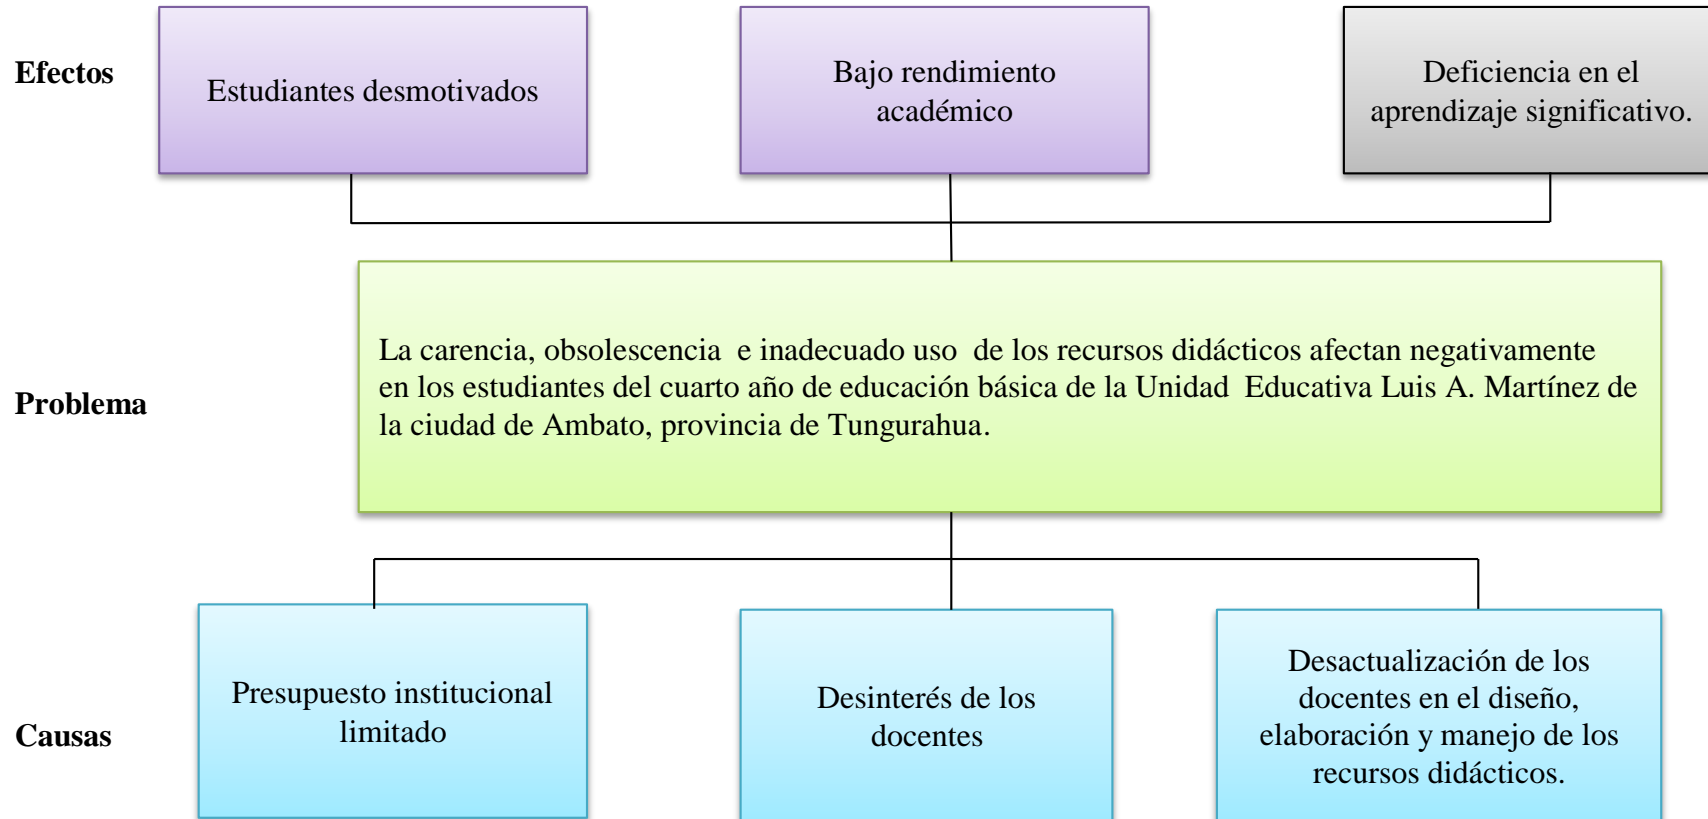 Efectos
Estudiantes desmotivados
Bajo rendimiento
académico
Deficiencia en el
aprendizaje significativo.
Problema
La carencia, obsolescencia  e inadecuado uso  de los recursos didácticos afectan negativamente
en los estudiantes del cuarto año de educación básica de la Unidad  Educativa Luis A. Martínez de
la ciudad de Ambato, provincia de Tungurahua.
Causas
Presupuesto institucional
limitado
Desinterés de los
docentes
Desactualización de los
docentes en el diseño,
elaboración y manejo de los
recursos didácticos.